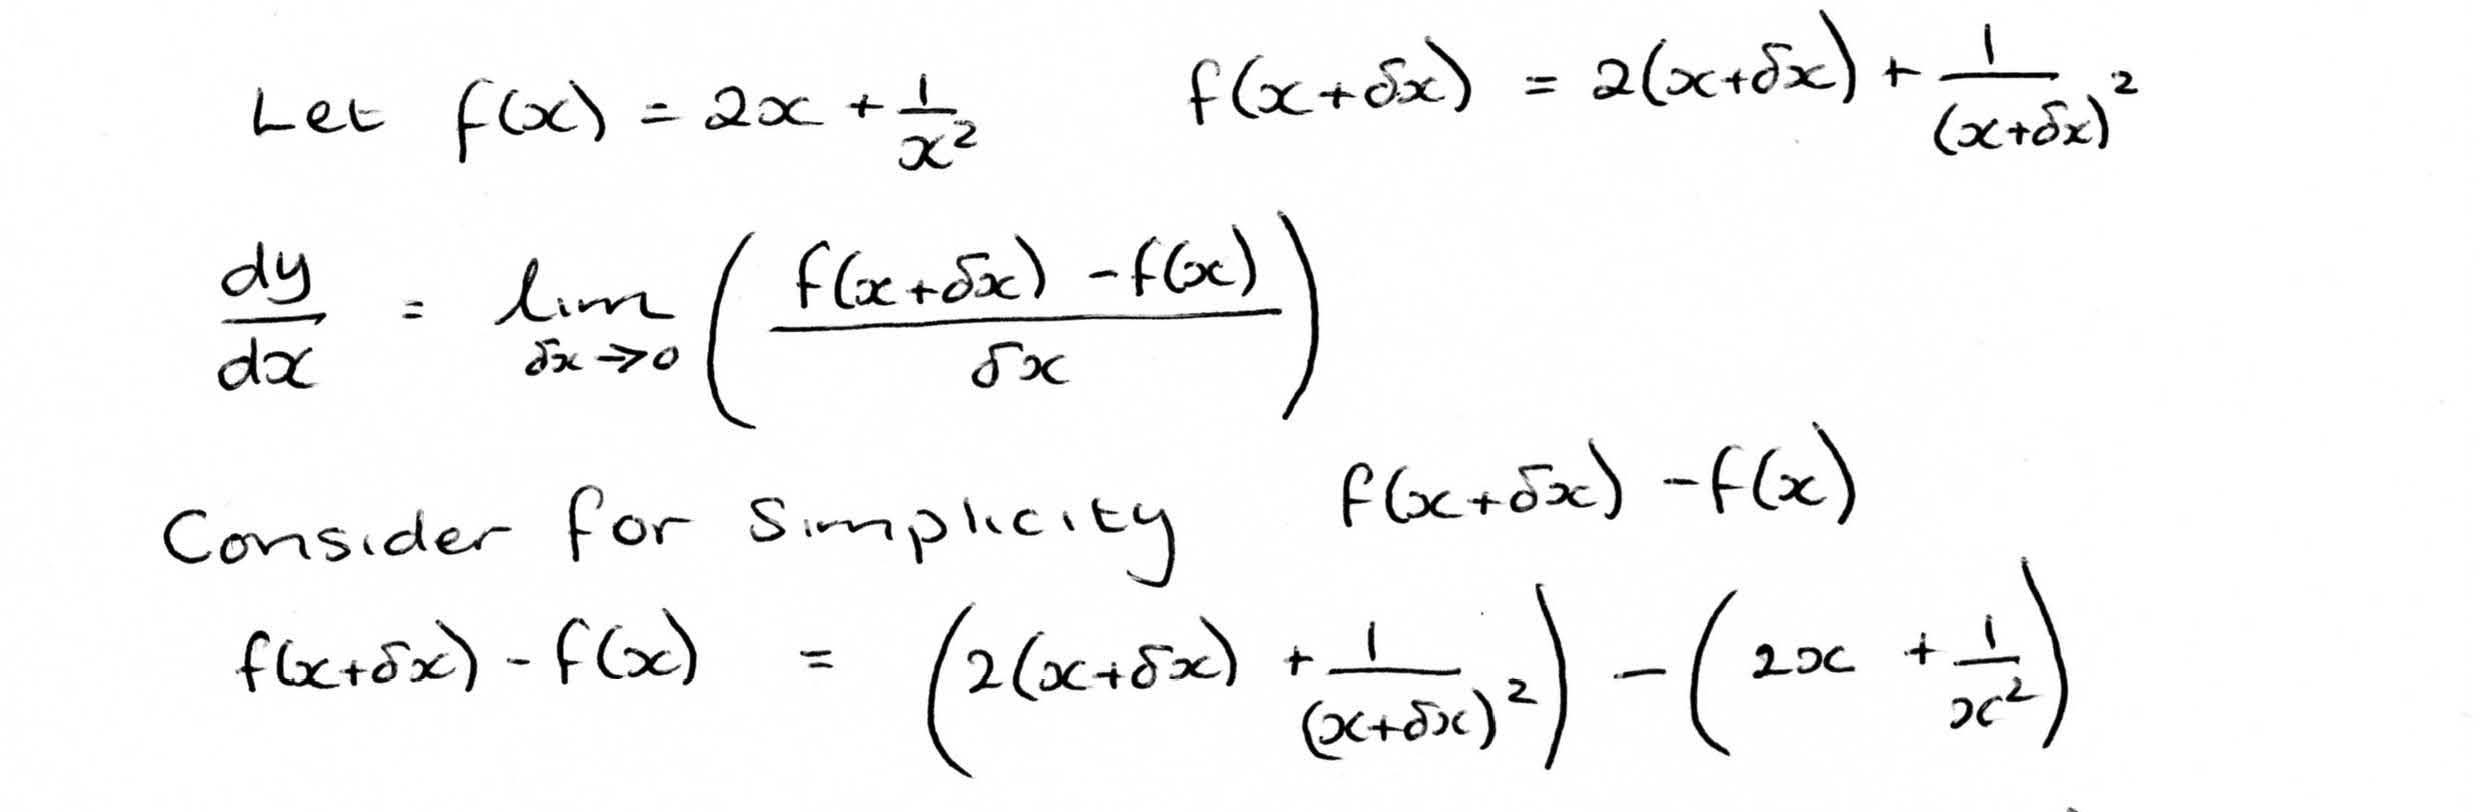 Let f(x) = 2x + 1/x² f(x+δx) = 2(x+δx) + 1/(x+δx)²
dy/dx = lim δx→0 ( (f(x+δx) - f(x))/δx )
Consider for simplicity f(x+δx) - f(x)
f(x+δx) - f(x) = (2(x+δx) + 1/(x+δx)²) - (2x + 1/x²)